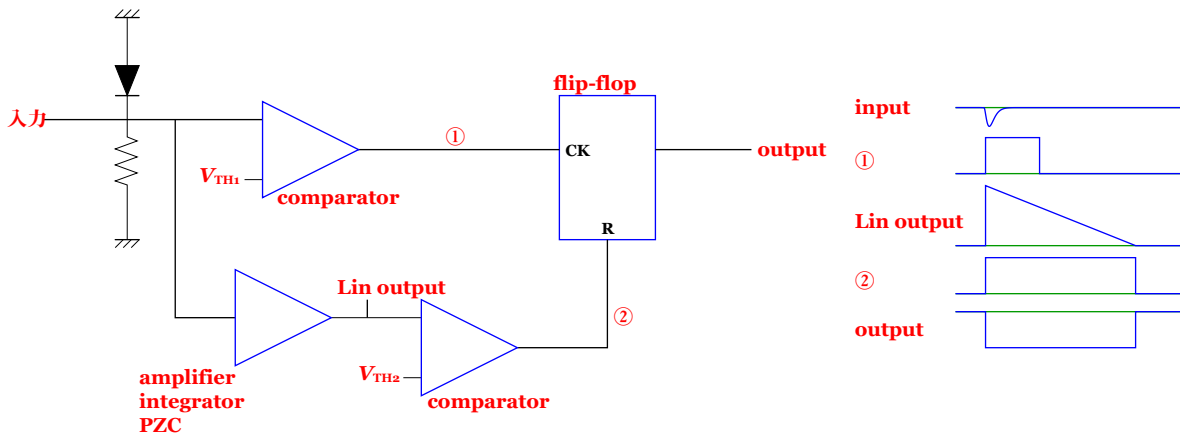 flip-flop
入力
①
CK
output
V_TH1
comparator
R
Lin output
②
V_TH2
amplifier
integrator
PZC
comparator
input
①
Lin output
②
output